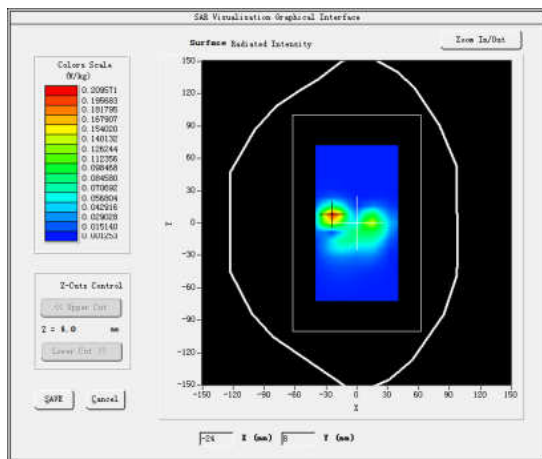 SAR Visualization Graphical Interface
Surface Radiated Intensity
Zoom In/Out
Colors Scale
(W/kg)
0.209571
0.195683
0.181795
0.167907
0.154020
0.140132
0.126244
0.112356
0.098468
0.084580
0.070692
0.056804
0.042916
0.029028
0.015140
0.001253
150
120
90
60
30
0
-30
-60
-90
-120
-150
Y
-150 -120 -90 -60 -30 0 30 60 90 120 150
X
Z-Cuts Control
<< Upper Cut
Z = 4.0 mm
Lower Cut >>
SAVE Cancel
-24 X (mm) 8 Y (mm)